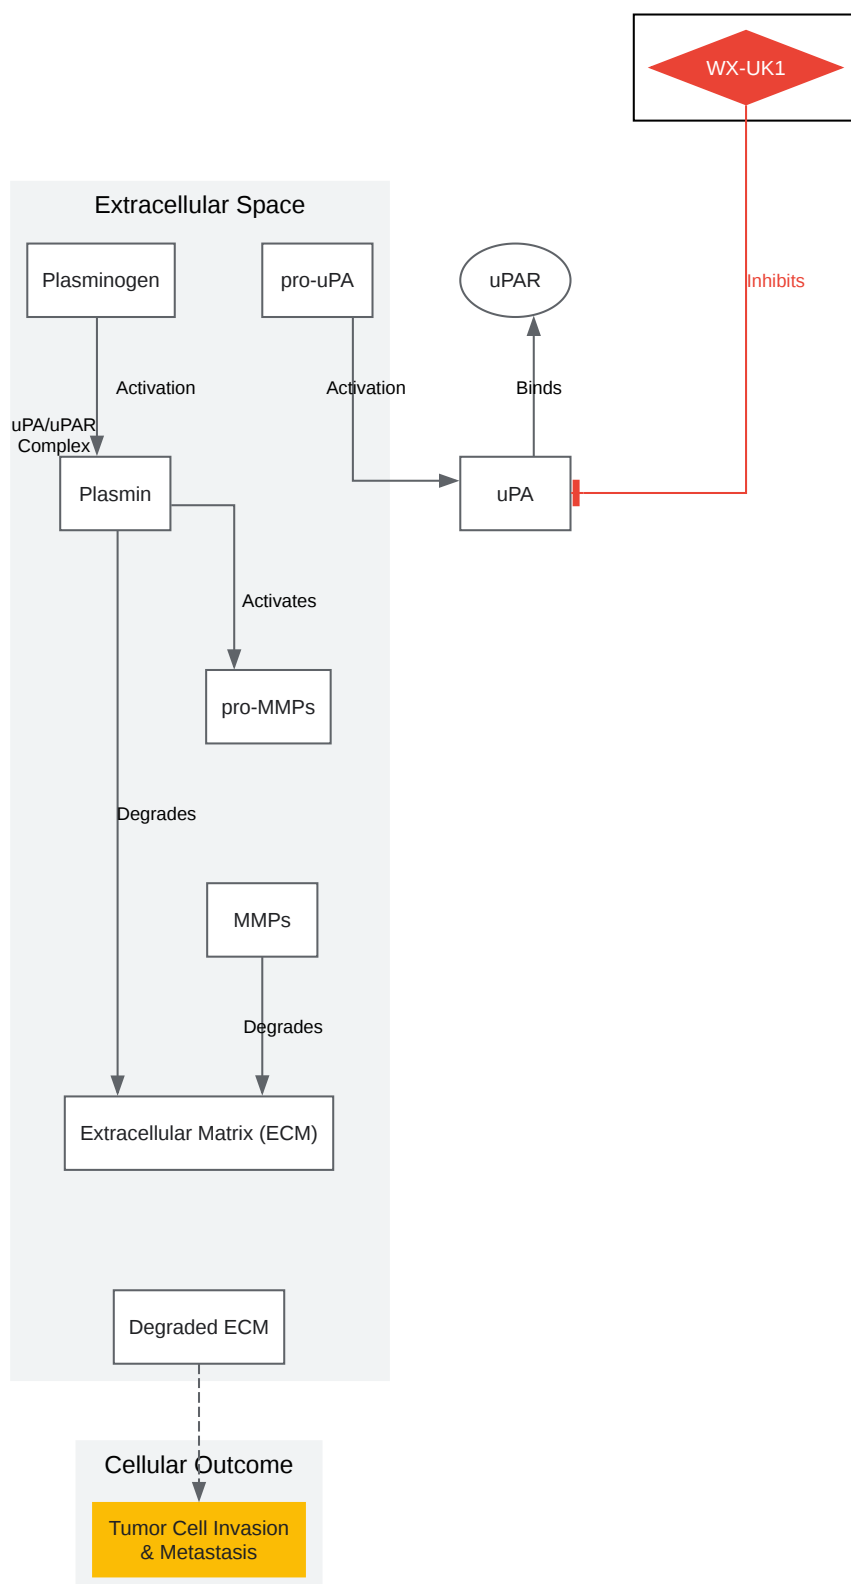 WX-UK1
Extracellular Space
Plasminogen
pro-uPA
uPAR
Inhibits
Activation
Activation
Binds
uPA/uPAR
Complex
Plasmin
uPA
Activates
pro-MMPs
Degrades
MMPs
Degrades
Extracellular Matrix (ECM)
Degraded ECM
Cellular Outcome
Tumor Cell Invasion
& Metastasis